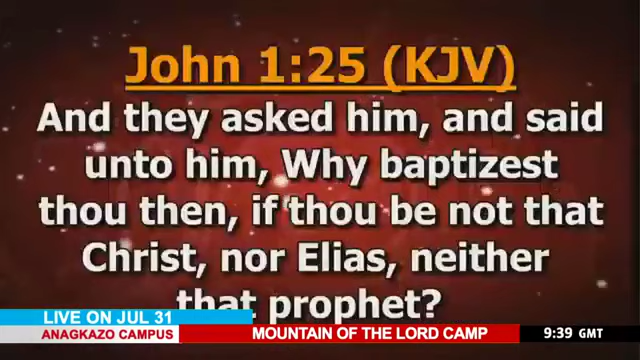 John 1:25 (KJV)
And they asked him, and said
unto him, Why baptizest
thou then, if thou be not that
Christ, nor Elias, neither
that prophet?
LIVE ON JUL 31
ANAGKAZO CAMPUS
MOUNTAIN OF THE LORD CAMP
9:39 GMT